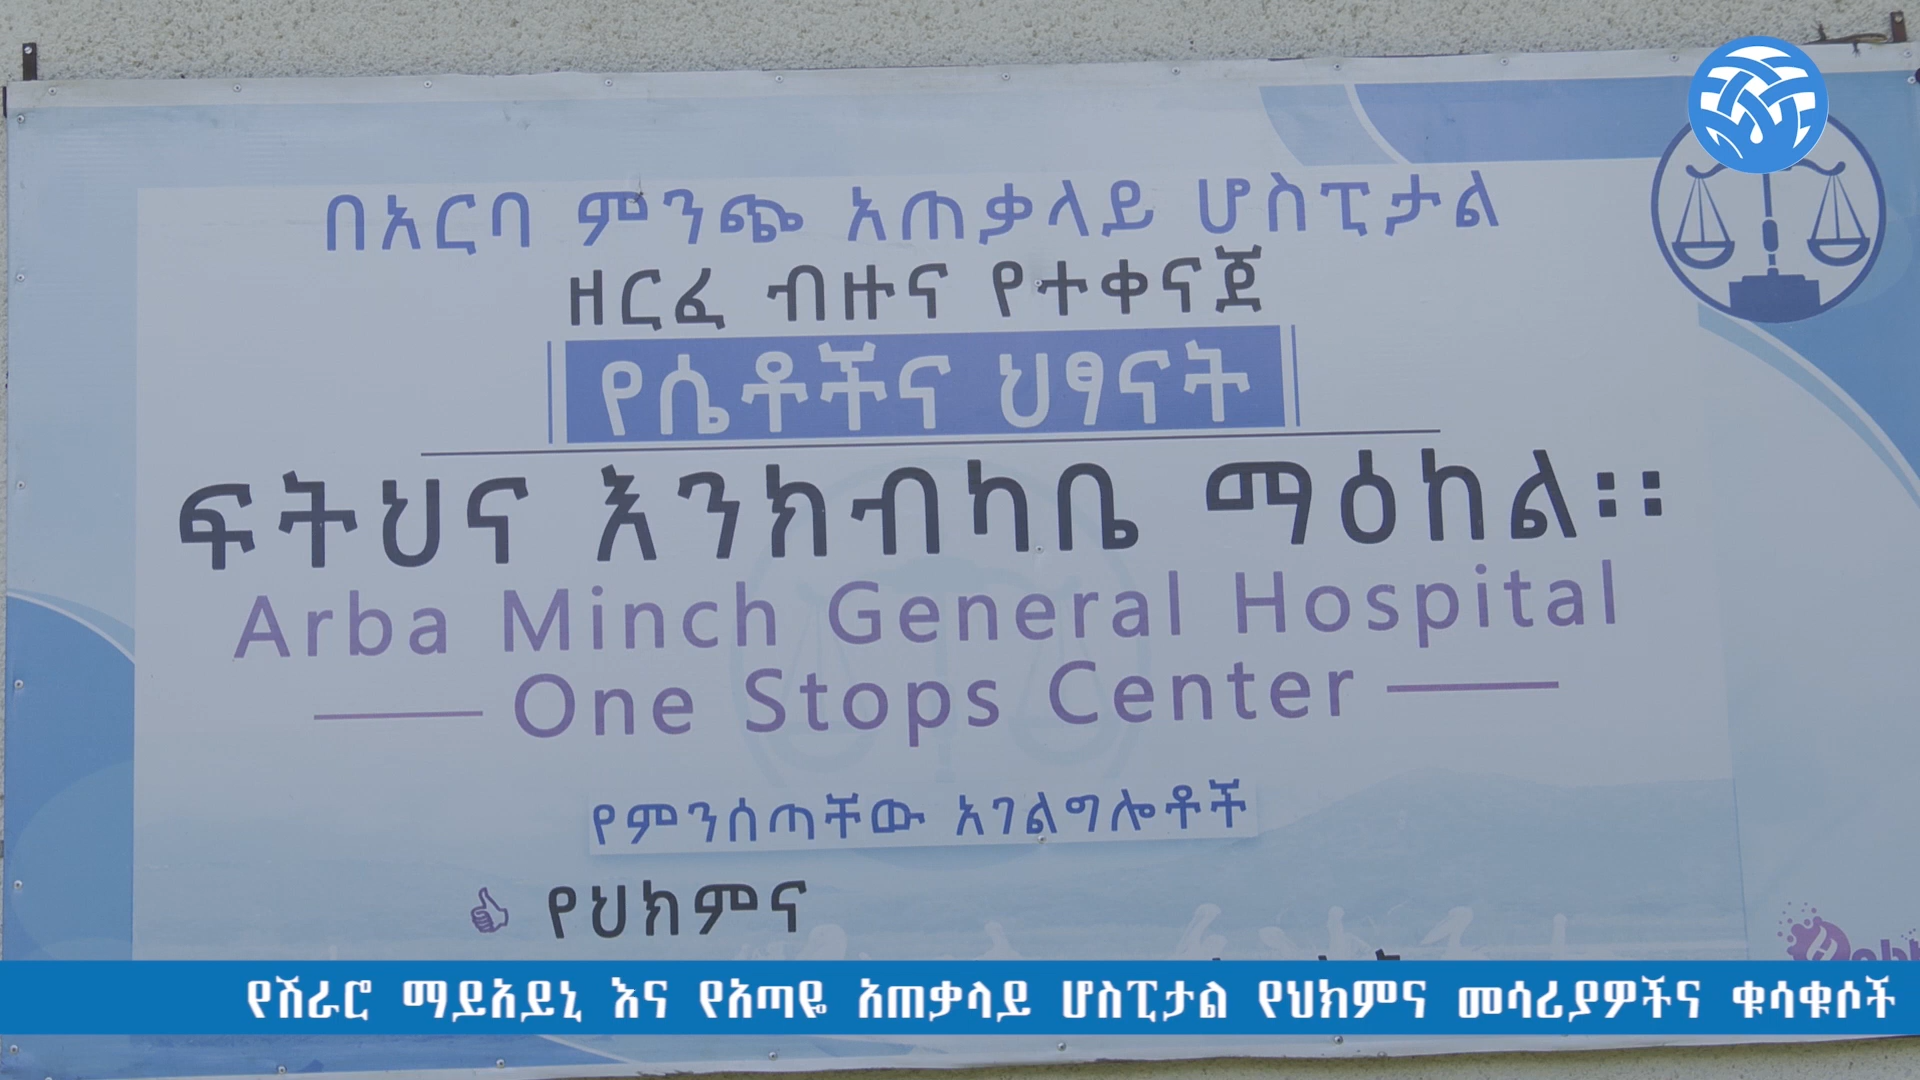 በአርባ ምንጭ አጠቃላይ ሆስፒታል
ዘርፈ ብዙና የተቀናጀ
የሴቶችና ህፃናት
ፍትህና እንክብካቤ ማዕከል፡፡
Arba Minch General Hospital
One Stops Center
የምንሰጣቸው አገልግሎቶች
የህክምና
የሽራሮ ማይአይኒ እና የአጣዬ አጠቃላይ ሆስፒታል የህክምና መሳሪያዎችና ቁሳቁሶች